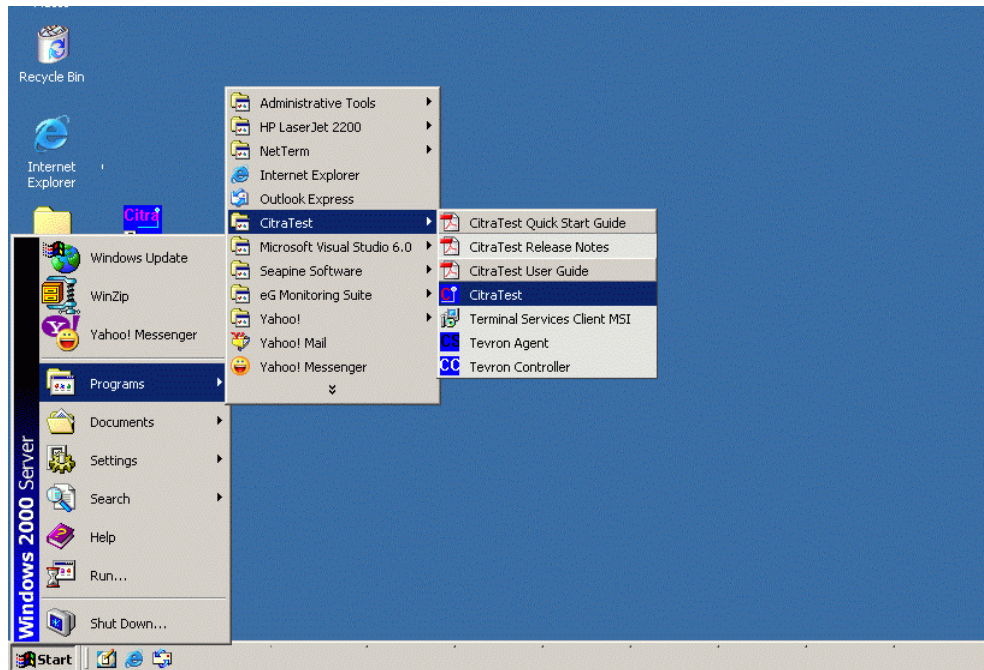 Recycle Bin
Internet
Explorer
Citra
Windows Update
WinZip
Yahoo! Messenger
Programs
Documents
Settings
Search
Help
Run...
Shut Down...
Windows 2000 Server
Start
Administrative Tools
HP LaserJet 2200
NetTerm
Internet Explorer
Outlook Express
CitraTest
Microsoft Visual Studio 6.0
Seapine Software
eG Monitoring Suite
Yahoo!
Yahoo! Mail
Yahoo! Messenger
CitraTest Quick Start Guide
CitraTest Release Notes
CitraTest User Guide
CitraTest
Terminal Services Client MSI
CS Tevron Agent
CC Tevron Controller